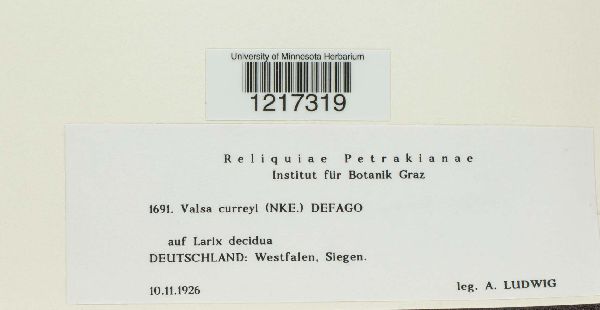 University of Minnesota Herbarium
1217319
Reliquiae Petrakianae
Institut für Botanik Graz
1691. Valsa curreyi (NKE.) DEFAGO
auf Larix decidua
DEUTSCHLAND: Westfalen, Siegen.
10.11.1926 leg. A. LUDWIG